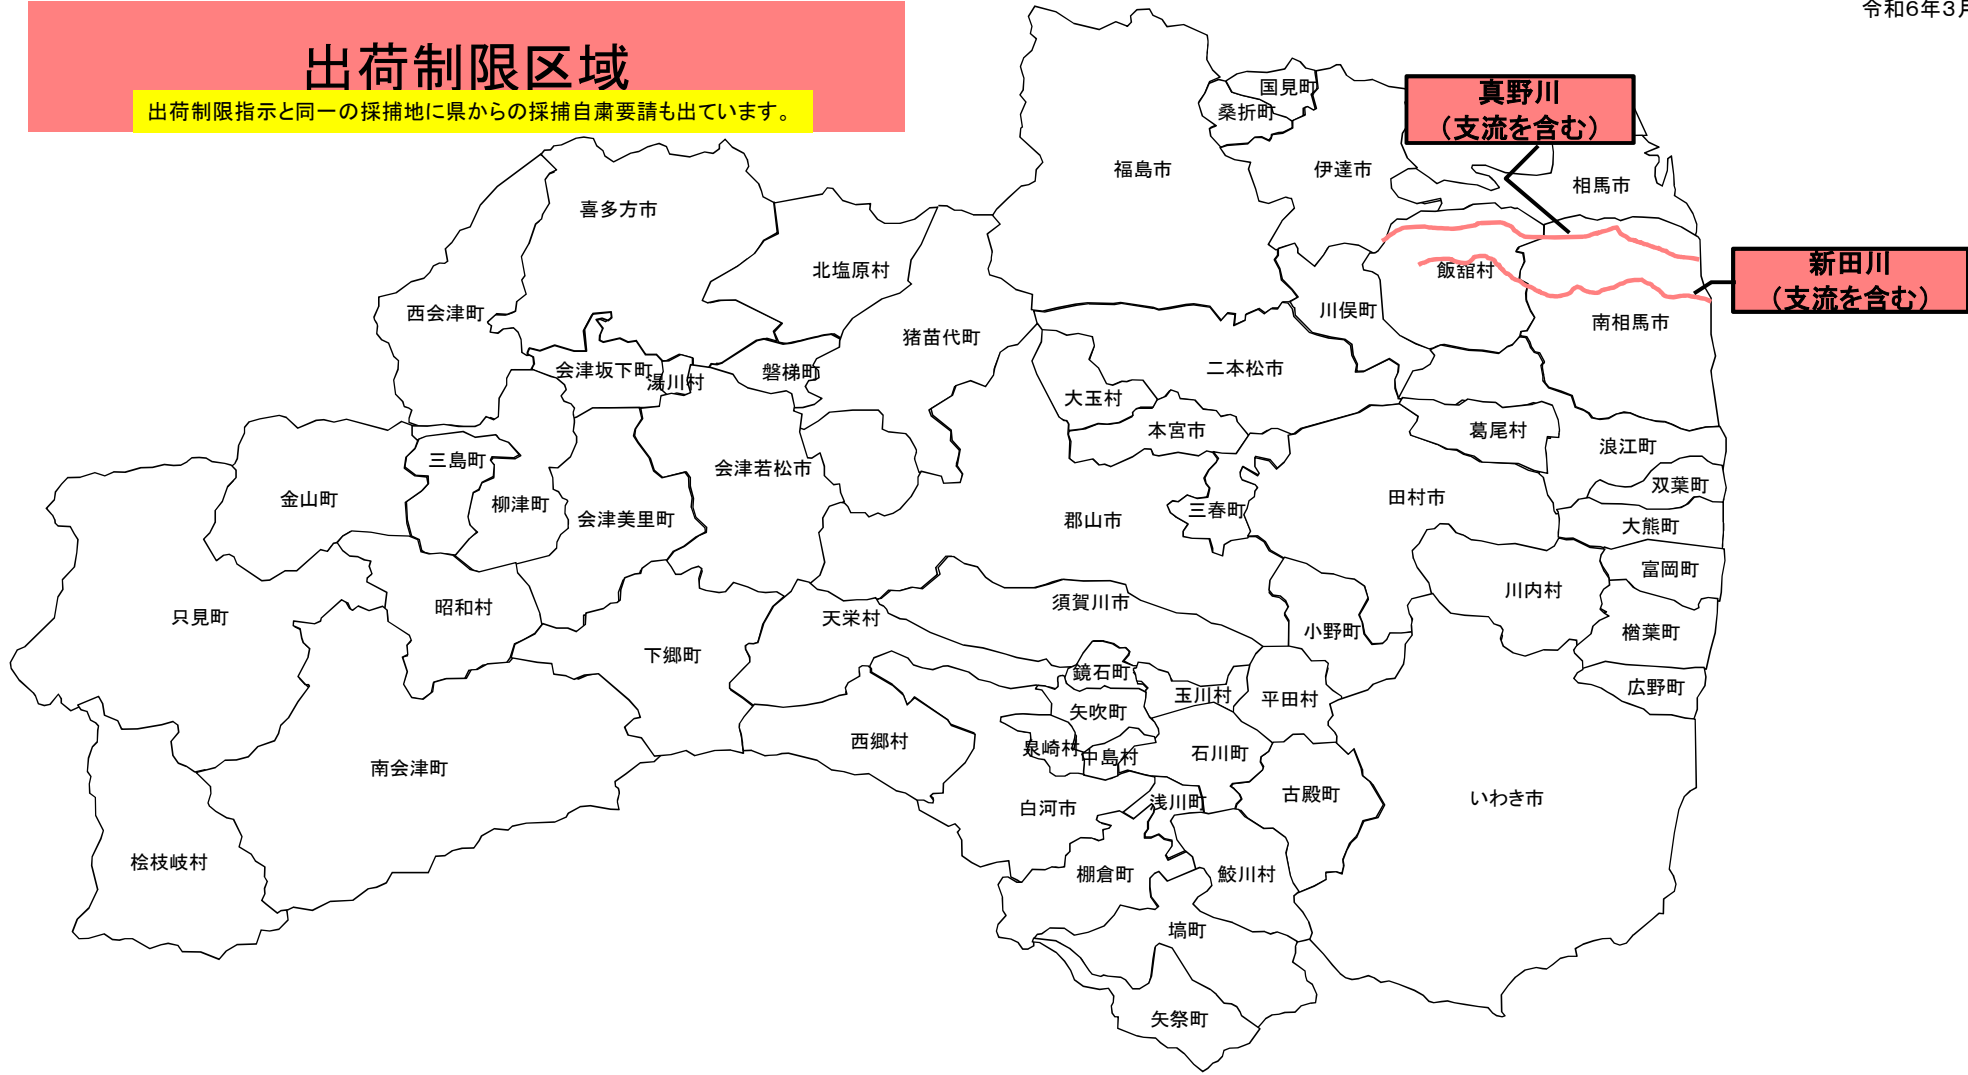 令和6年3月
出荷制限区域
出荷制限指示と同一の採捕地に県からの採捕自粛要請も出ています。
国見町
桑折町
真野川
（支流を含む）
福島市
伊達市
相馬市
喜多方市
北塩原村
飯舘村
新田川
（支流を含む）
西会津町
川俣町
南相馬市
猪苗代町
会津坂下町
湯川村
磐梯町
二本松市
大玉村
本宮市
葛尾村
浪江町
三島町
会津若松市
双葉町
金山町
柳津町
会津美里町
郡山市
三春町
田村市
大熊町
富岡町
川内村
昭和村
只見町
天栄村
須賀川市
小野町
楢葉町
下郷町
鏡石町
玉川村
平田村
広野町
矢吹町
西郷村
泉崎村
中島村
石川町
南会津町
白河市
浅川町
古殿町
いわき市
桧枝岐村
棚倉町
鮫川村
塙町
矢祭町